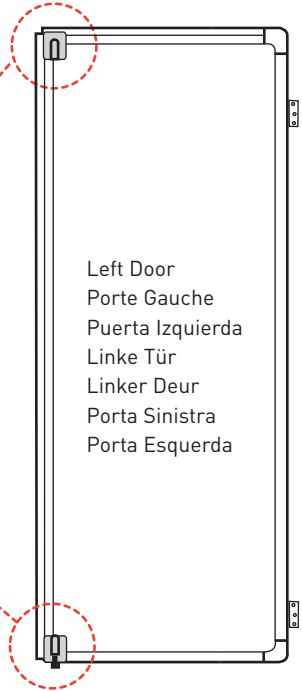 Left Door
Porte Gauche
Puerta Izquierda
Linke Tür
Linker Deur
Porta Sinistra
Porta Esquerda